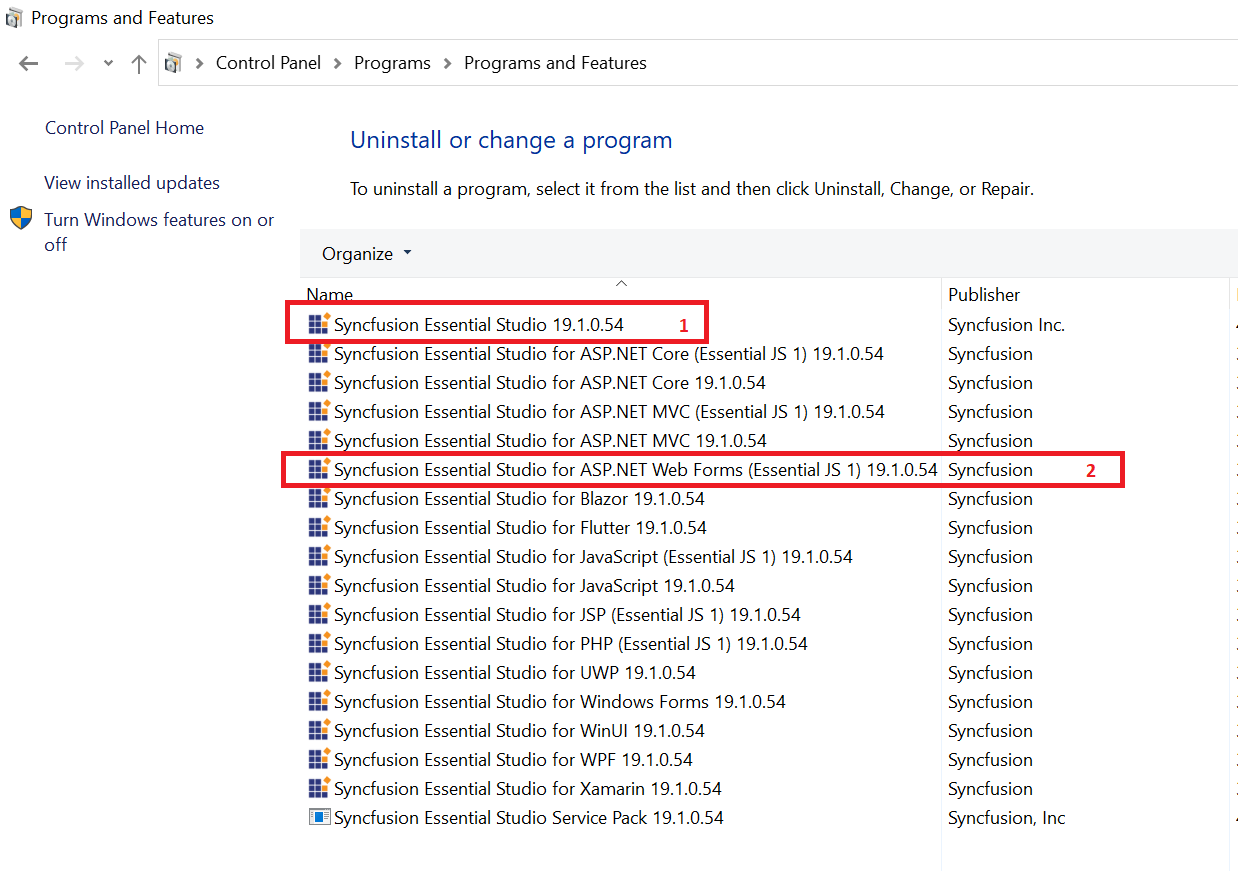 Programs and Features
Control Panel > Programs > Programs and Features
Control Panel Home
View installed updates
Turn Windows features on or
off
Uninstall or change a program
To uninstall a program, select it from the list and then click Uninstall, Change, or Repair.
Organize
Name Publisher
Syncfusion Essential Studio 19.1.0.54 1 Syncfusion Inc.
Syncfusion Essential Studio for ASP.NET Core (Essential JS 1) 19.1.0.54 Syncfusion
Syncfusion Essential Studio for ASP.NET Core 19.1.0.54 Syncfusion
Syncfusion Essential Studio for ASP.NET MVC (Essential JS 1) 19.1.0.54 Syncfusion
Syncfusion Essential Studio for ASP.NET MVC 19.1.0.54 Syncfusion
Syncfusion Essential Studio for ASP.NET Web Forms (Essential JS 1) 19.1.0.54 Syncfusion 2
Syncfusion Essential Studio for Blazor 19.1.0.54 Syncfusion
Syncfusion Essential Studio for Flutter 19.1.0.54 Syncfusion
Syncfusion Essential Studio for JavaScript (Essential JS 1) 19.1.0.54 Syncfusion
Syncfusion Essential Studio for JavaScript 19.1.0.54 Syncfusion
Syncfusion Essential Studio for JSP (Essential JS 1) 19.1.0.54 Syncfusion
Syncfusion Essential Studio for PHP (Essential JS 1) 19.1.0.54 Syncfusion
Syncfusion Essential Studio for UWP 19.1.0.54 Syncfusion
Syncfusion Essential Studio for Windows Forms 19.1.0.54 Syncfusion
Syncfusion Essential Studio for WinUI 19.1.0.54 Syncfusion
Syncfusion Essential Studio for WPF 19.1.0.54 Syncfusion
Syncfusion Essential Studio for Xamarin 19.1.0.54 Syncfusion
Syncfusion Essential Studio Service Pack 19.1.0.54 Syncfusion, Inc